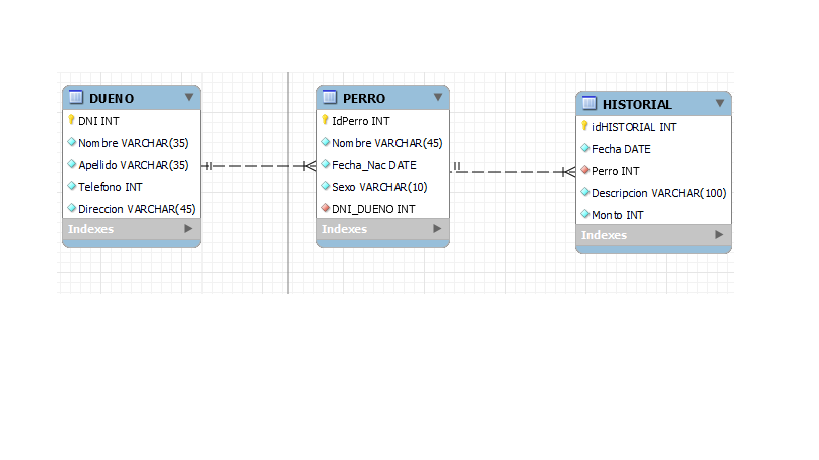 DUENO
DNI INT
Nombre VARCHAR(35)
Apellido VARCHAR(35)
Telefono INT
Direccion VARCHAR(45)
Indexes
PERRO
IdPerro INT
Nombre VARCHAR(45)
Fecha_Nac DATE
Sexo VARCHAR(10)
DNI_DUENO INT
Indexes
HISTORIAL
idHISTORIAL INT
Fecha DATE
Perro INT
Descripcion VARCHAR(100)
Monto INT
Indexes